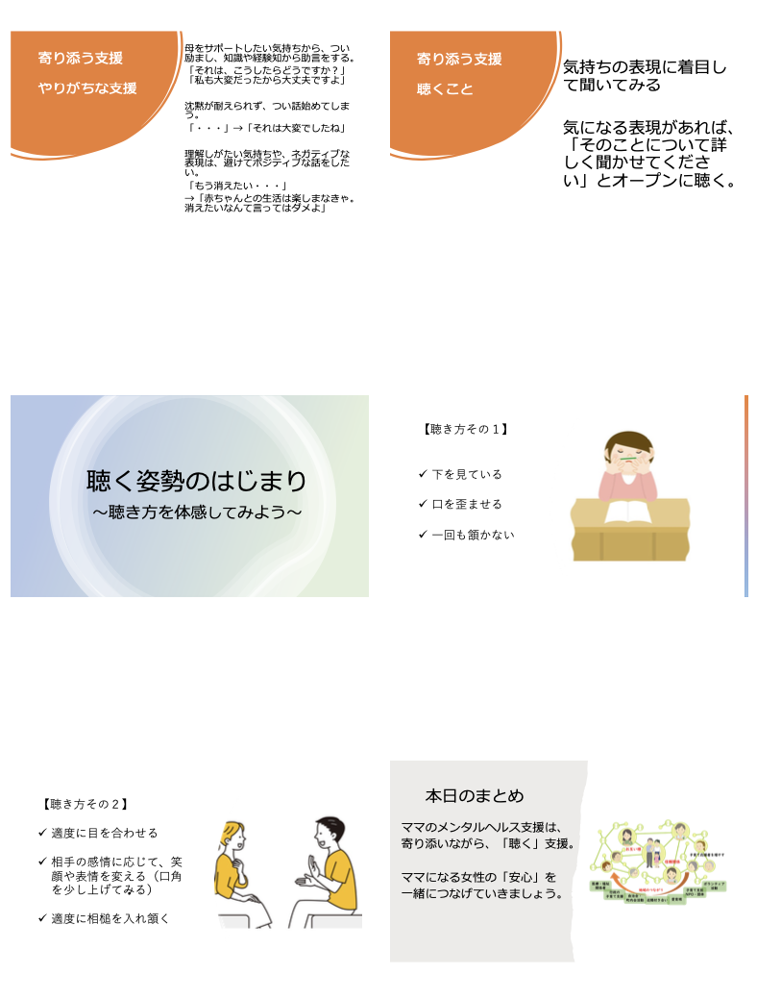 寄り添う支援
やりがちな支援
母をサポートしたい気持ちから、つい
励まし、知識や経験知から助言をする。
「それは、こうしたらどうですか？」
「私も大変だったから大丈夫ですよ」
沈黙が耐えられず、つい話始めてしま
う。
「・・・」→「それは大変でしたね」
理解しがたい気持ちや、ネガティブな
表現は、避けてポジティブな話をした
い。
「もう消えたい・・・」
→「赤ちゃんとの生活は楽しまなきゃ。
消えたいなんて言ってはダメよ」
寄り添う支援
聴くこと
気持ちの表現に着目し
て聞いてみる
気になる表現があれば、
「そのことについて詳
しく聞かせてくださ
い」とオープンに聴く。
聴く姿勢のはじまり
～聴き方を体感してみよう～
【聴き方その１】
✓ 下を見ている
✓ 口を歪ませる
✓ 一回も頷かない
【聴き方その２】
✓ 適度に目を合わせる
✓ 相手の感情に応じて、笑
顔や表情を変える（口角
を少し上げてみる）
✓ 適度に相槌を入れ頷く
本日のまとめ
ママのメンタルヘルス支援は、
寄り添いながら、「聴く」支援。
ママになる女性の「安心」を
一緒につなげていきましょう。